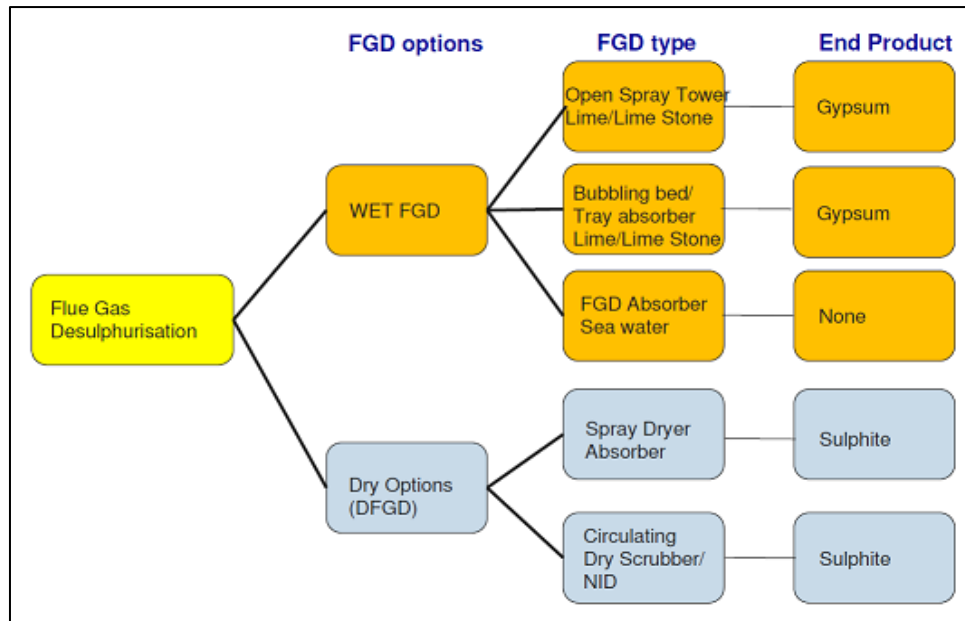 FGD options
FGD type
End Product
Open Spray Tower
Lime/Lime Stone
Gypsum
WET FGD
Bubbling bed/
Tray absorber
Lime/Lime Stone
Gypsum
Flue Gas
Desulphurisation
FGD Absorber
Sea water
None
Spray Dryer
Absorber
Sulphite
Dry Options
(DFGD)
Circulating
Dry Scrubber/
NID
Sulphite